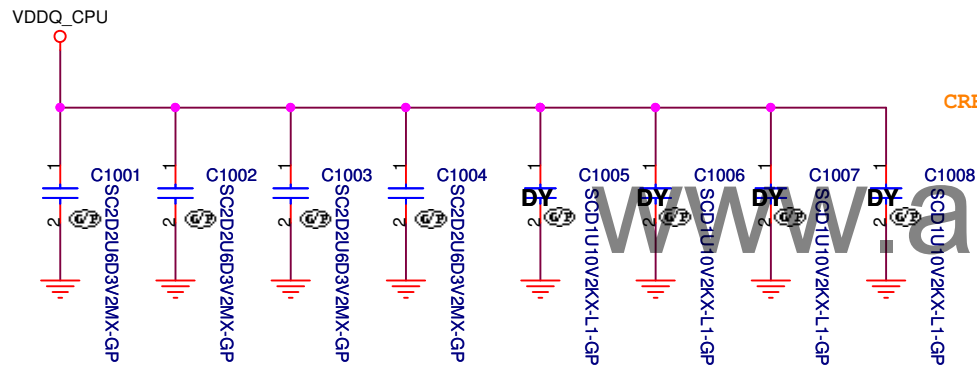 VDDQ_CPU
CRB
1
2
C1001
SC2D2U6D3V2MX-GP
G/P
1
2
C1002
SC2D2U6D3V2MX-GP
G/P
1
2
C1003
SC2D2U6D3V2MX-GP
G/P
1
2
C1004
SC2D2U6D3V2MX-GP
G/P
1
2
DY
C1005
SCD1U10V2KX-L1-GP
G/P
1
2
DY
C1006
SCD1U10V2KX-L1-GP
G/P
1
2
DY
C1007
SCD1U10V2KX-L1-GP
G/P
1
2
DY
C1008
SCD1U10V2KX-L1-GP
G/P
www.a